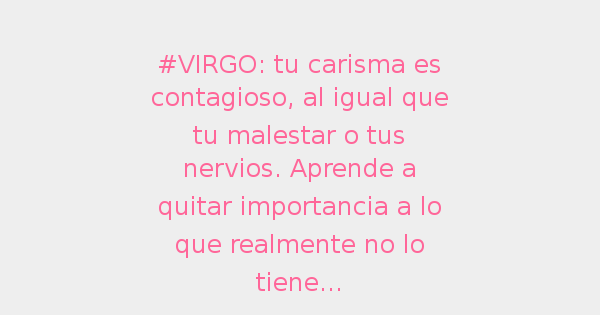 #VIRGO: tu carisma es
contagioso, al igual que
tu malestar o tus
nervios. Aprende a
quitar importancia a lo
que realmente no lo
tiene...